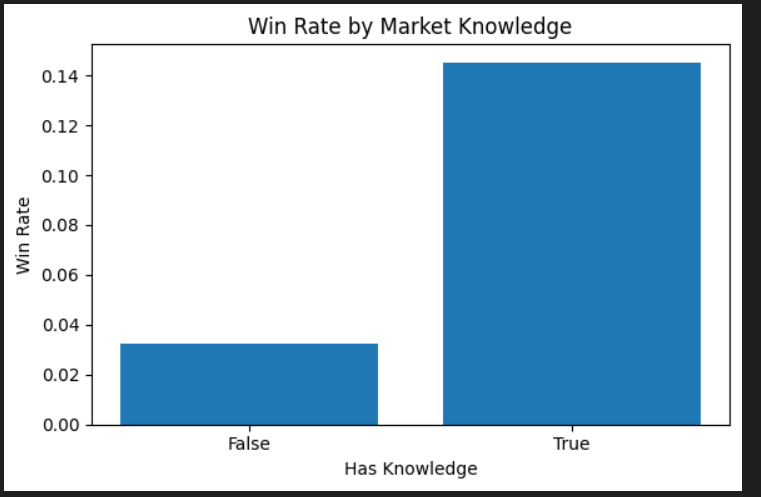 Win Rate by Market Knowledge
0.14
0.12
0.10
0.08
0.06
0.04
0.02
0.00
Win Rate
False True
Has Knowledge